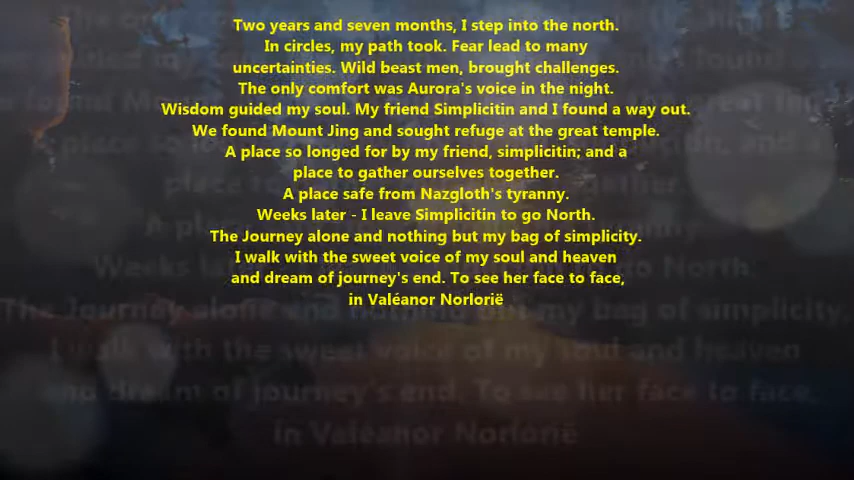 Two years and seven months, I step into the north.
In circles, my path took. Fear lead to many
uncertainties. Wild beast men, brought challenges.
The only comfort was Aurora's voice in the night.
Wisdom guided my soul. My friend Simplicitin and I found a way out.
We found Mount Jing and sought refuge at the great temple.
A place so longed for by my friend, simplicitin; and a
place to gather ourselves together.
A place safe from Nazgloth's tyranny.
Weeks later - I leave Simplicitin to go North.
The Journey alone and nothing but my bag of simplicity.
I walk with the sweet voice of my soul and heaven
and dream of journey's end. To see her face to face,
in Valéanor Norlorië